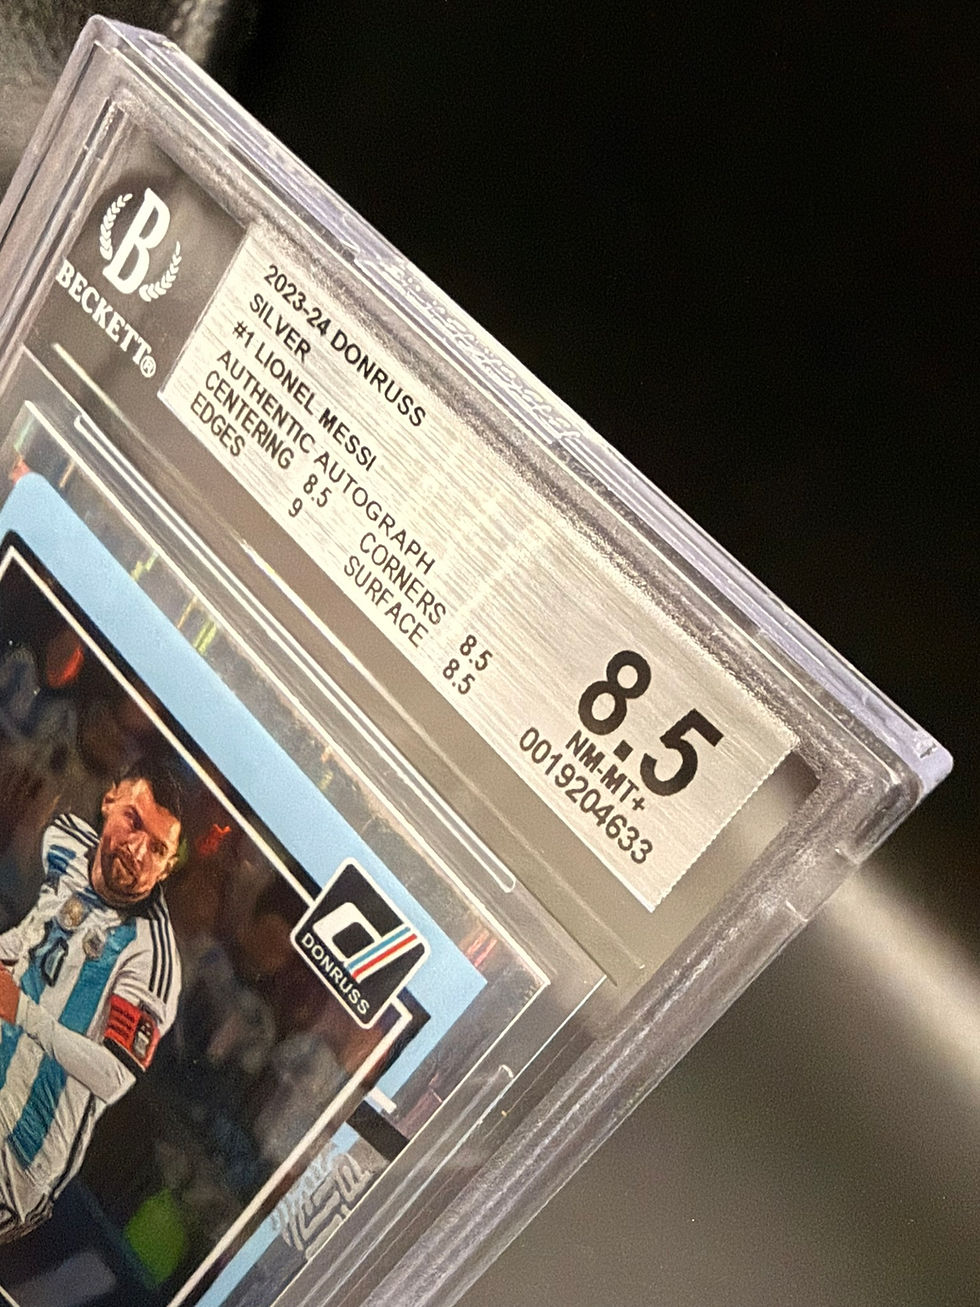 B
BECKETT®
2023-24 DONRUSS
SILVER
#1 LIONEL MESSI
AUTHENTIC AUTOGRAPH
CENTERING 8.5 CORNERS 8.5
EDGES 9 SURFACE 8.5
8.5
NM-MT+
0019204633
d
DONRUSS
10